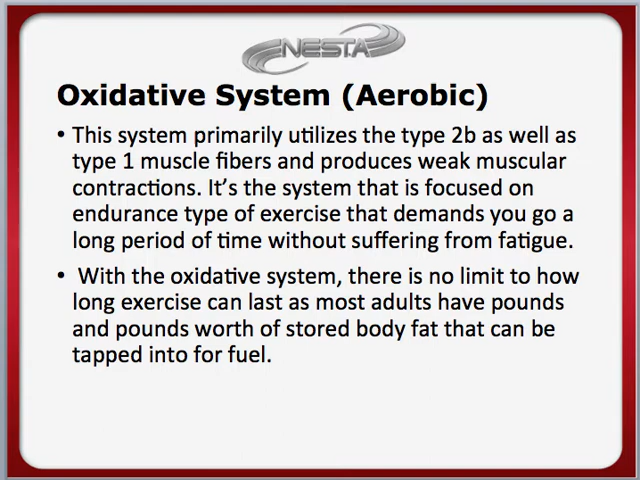 NESTA
Oxidative System (Aerobic)
• This system primarily utilizes the type 2b as well as
type 1 muscle fibers and produces weak muscular
contractions. It’s the system that is focused on
endurance type of exercise that demands you go a
long period of time without suffering from fatigue.
• With the oxidative system, there is no limit to how
long exercise can last as most adults have pounds
and pounds worth of stored body fat that can be
tapped into for fuel.